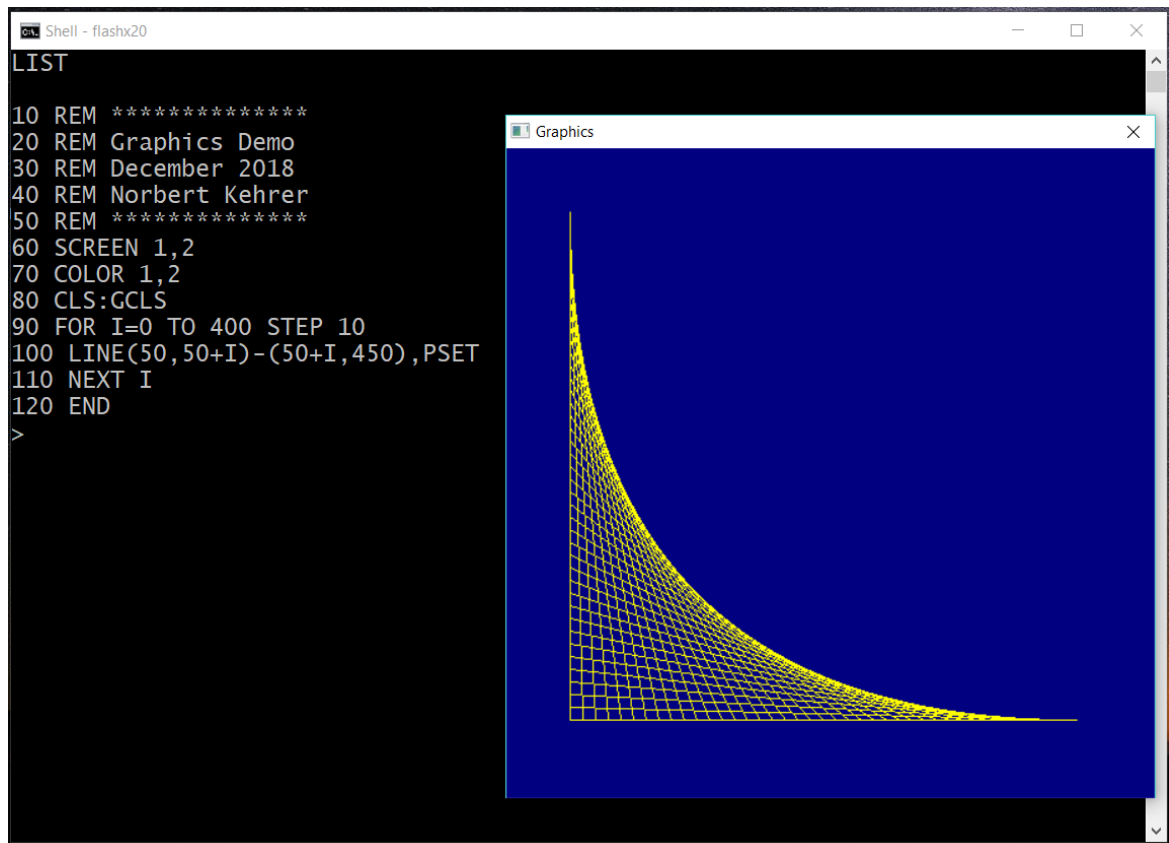 Shell - flashx20
LIST
10 REM **************
20 REM Graphics Demo
30 REM December 2018
40 REM Norbert Kehrer
50 REM **************
60 SCREEN 1,2
70 COLOR 1,2
80 CLS:GCLS
90 FOR I=0 TO 400 STEP 10
100 LINE(50,50+I)-(50+I,450),PSET
110 NEXT I
120 END
>
Graphics